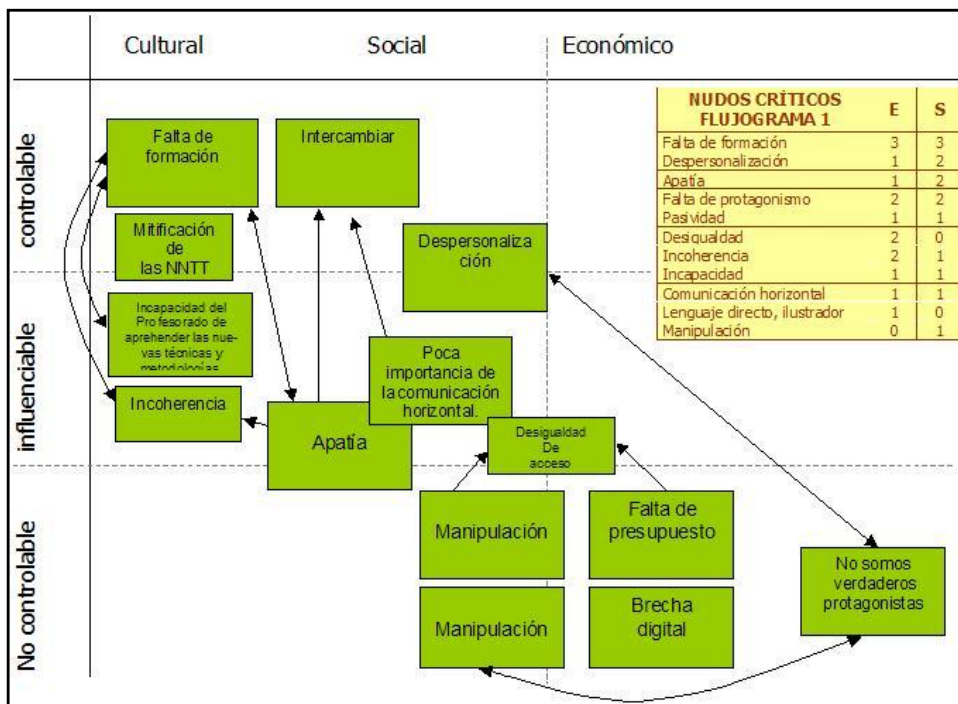 Cultural Social Económico
NUDOS CRÍTICOS E S
FLUJOGRAMA 1
Falta de formación 3 3
Despersonalización 1 2
Apatía 1 2
Falta de protagonismo 2 2
Pasividad 1 1
Desigualdad 2 0
Incoherencia 2 1
Incapacidad 1 1
Comunicación horizontal 1 1
Lenguaje directo, ilustrador 1 0
Manipulación 0 1
controlable
Falta de
formación
Intercambiar
Mitificación
de
las NNTT
Despersonaliza
ción
influenciable
Incapacidad del
Profesorado de
aprehender las nue-
vas técnicas y
metodologías
Poca
importancia de
la comunicación
horizontal.
Incoherencia
Apatía
Desigualdad
De
acceso
No controlable
Manipulación
Falta de
presupuesto
No somos
verdaderos
protagonistas
Manipulación
Brecha
digital